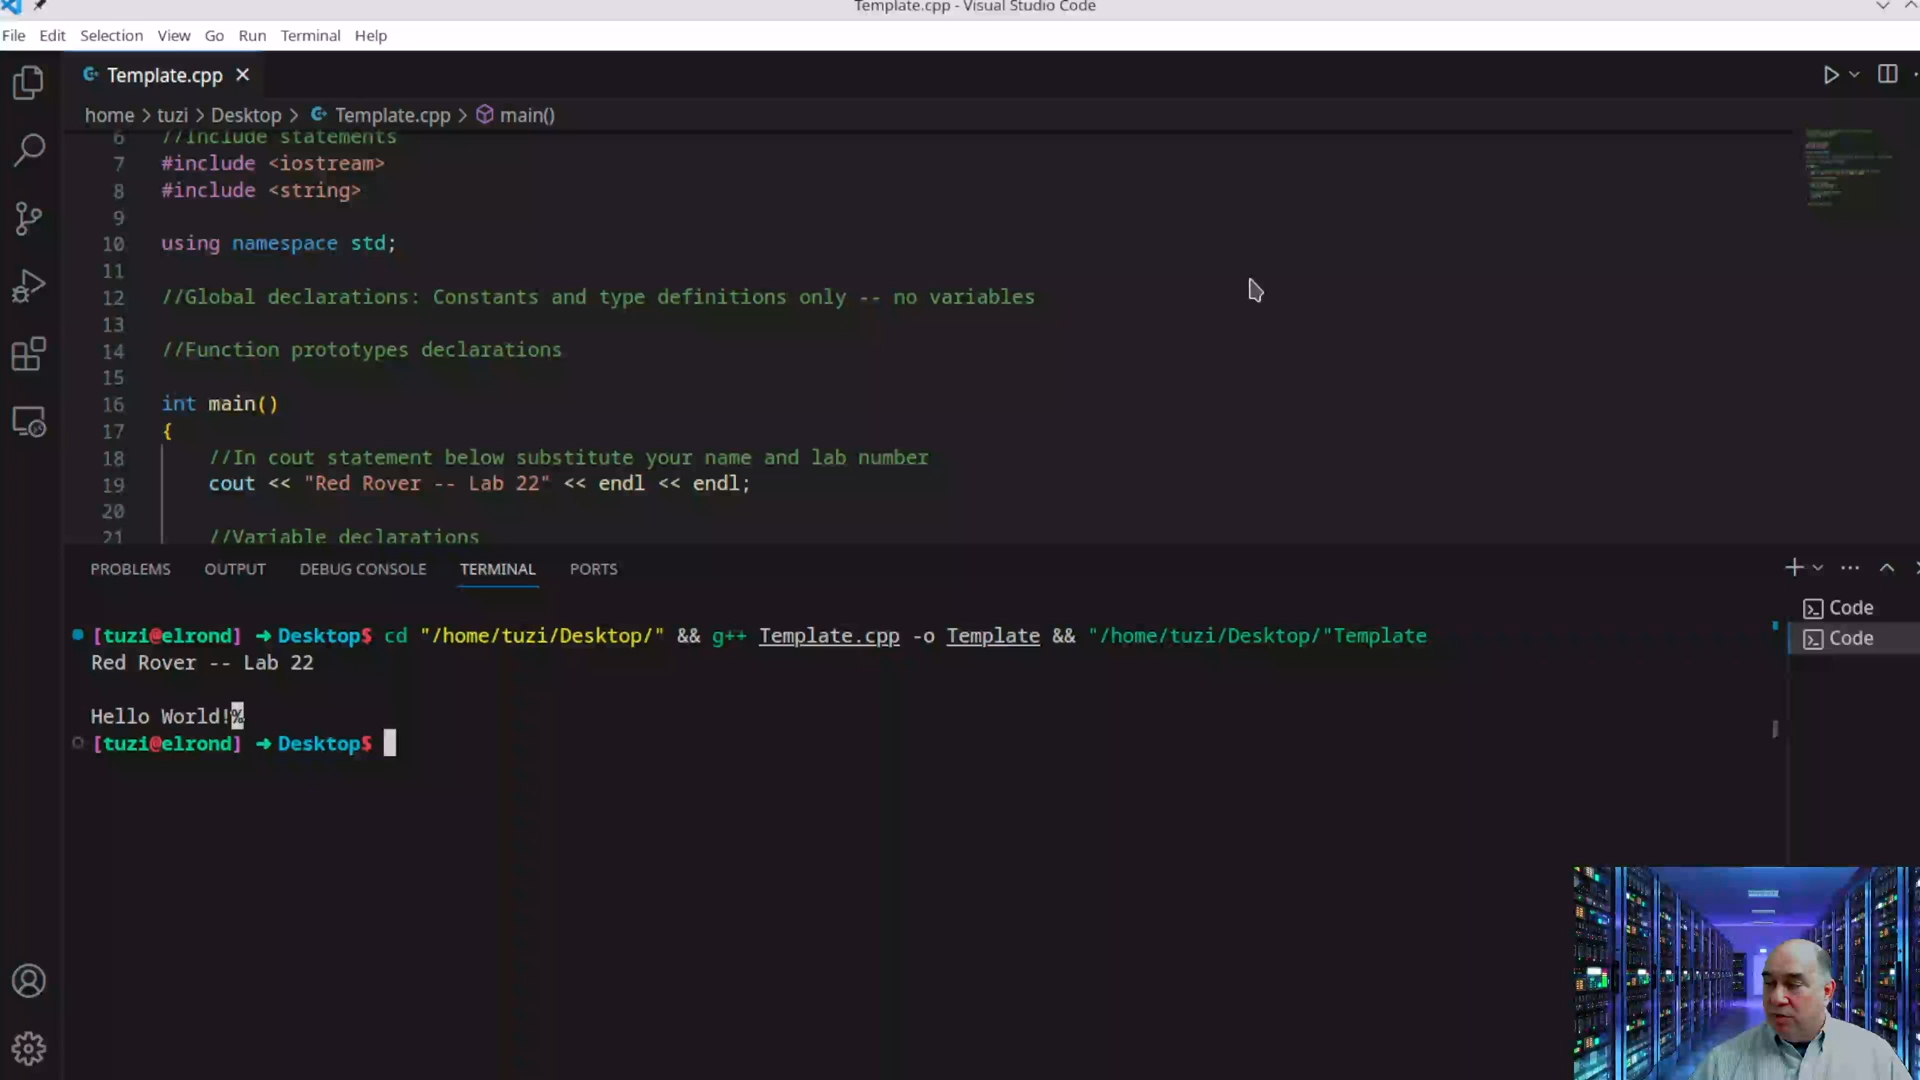 Template.cpp - Visual Studio Code
File Edit Selection View Go Run Terminal Help
Template.cpp
home > tuzi > Desktop > Template.cpp > main()
6 //Include statements
7 #include <iostream>
8 #include <string>
9
10 using namespace std;
11
12 //Global declarations: Constants and type definitions only -- no variables
13
14 //Function prototypes declarations
15
16 int main()
17 {
18 //In cout statement below substitute your name and lab number
19 cout << "Red Rover -- Lab 22" << endl << endl;
20
21 //Variable declarations
PROBLEMS OUTPUT DEBUG CONSOLE TERMINAL PORTS
[tuzi@elrond] ➜ Desktop$ cd "/home/tuzi/Desktop/" && g++ Template.cpp -o Template && "/home/tuzi/Desktop/"Template
Red Rover -- Lab 22
Hello World!%
[tuzi@elrond] ➜ Desktop$
Code
Code